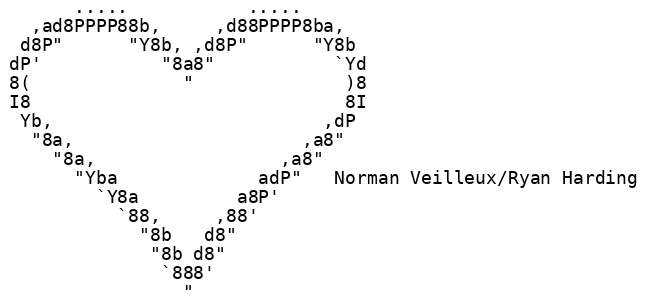 .....           .....
  ,ad8PPPP88b,     ,d88PPPP8ba,
 d8P"      "Y8b, ,d8P"      "Y8b
dP'           "8a8"           `Yd
8(              "              )8
I8                             8I
 Yb,                         ,dP
  "8a,                     ,a8"
    "8a,                 ,a8"
      "Yba             adP"   Norman Veilleux/Ryan Harding
        `Y8a         a8P'
          `88,     ,88'
            "8b   d8"
             "8b d8"
              `888'
                "